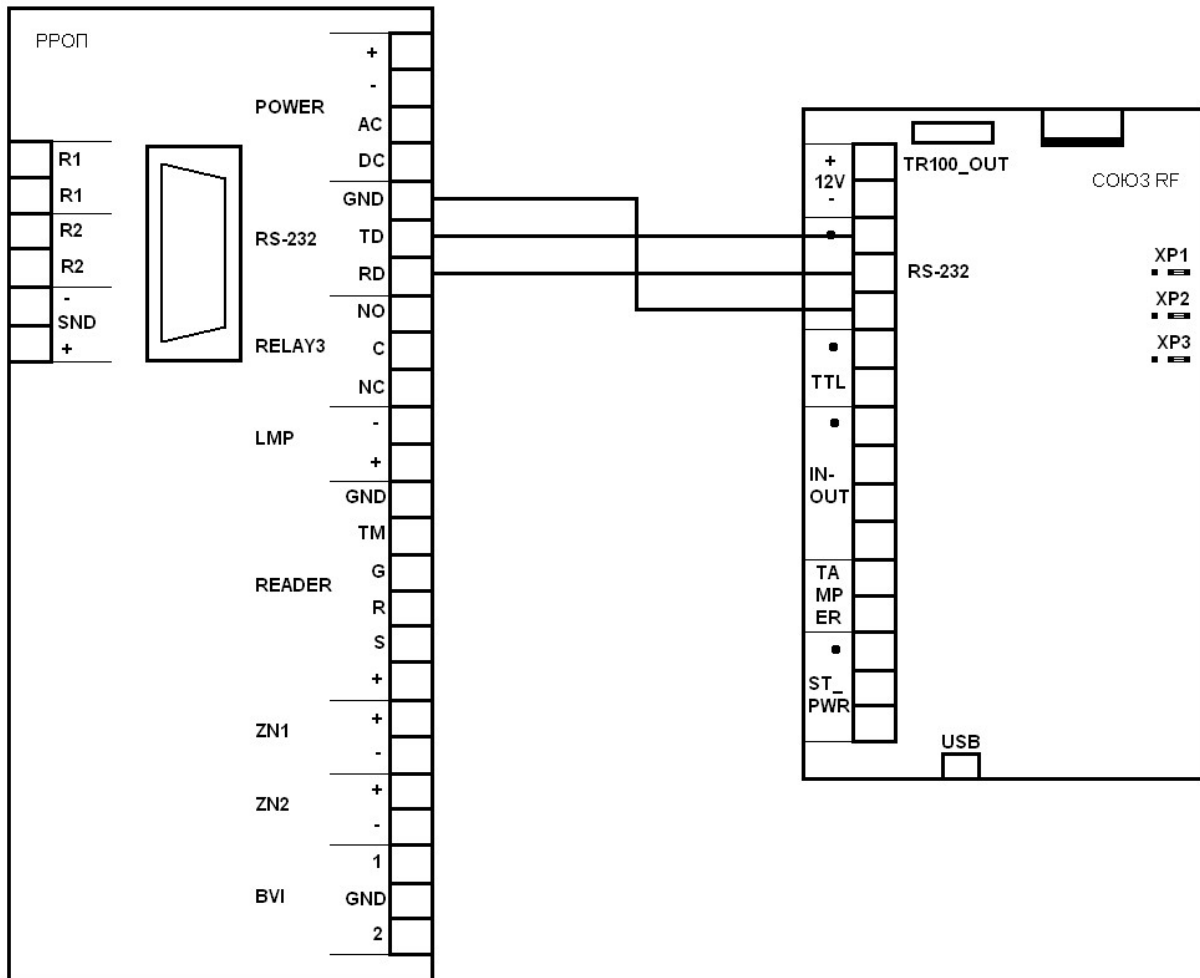 РРОП
+
-
POWER
AC
DC
R1
R1
R2
R2
-
SND
+
GND
RS-232
TD
RD
NO
RELAY3
C
NC
-
LMP
+
GND
TM
G
READER
R
S
+
+
ZN1
-
+
ZN2
-
1
BVI
GND
2
TR100_OUT
СОЮЗ RF
+
12V
-
RS-232
XP1
XP2
XP3
TTL
IN-
OUT
TA
MP
ER
ST_
PWR
USB